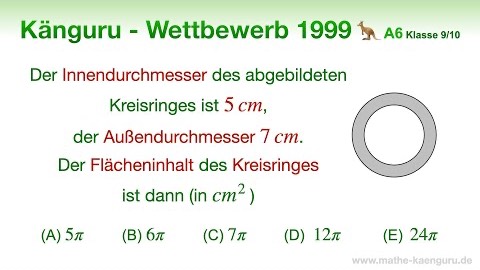 Känguru - Wettbewerb 1999 A6 Klasse 9/10
Der Innendurchmesser des abgebildeten
Kreisringes ist 5 cm,
der Außendurchmesser 7 cm.
Der Flächeninhalt des Kreisringes
ist dann (in cm² )
(A) 5π (B) 6π (C) 7π (D) 12π (E) 24π
www.mathe-kaenguru.de